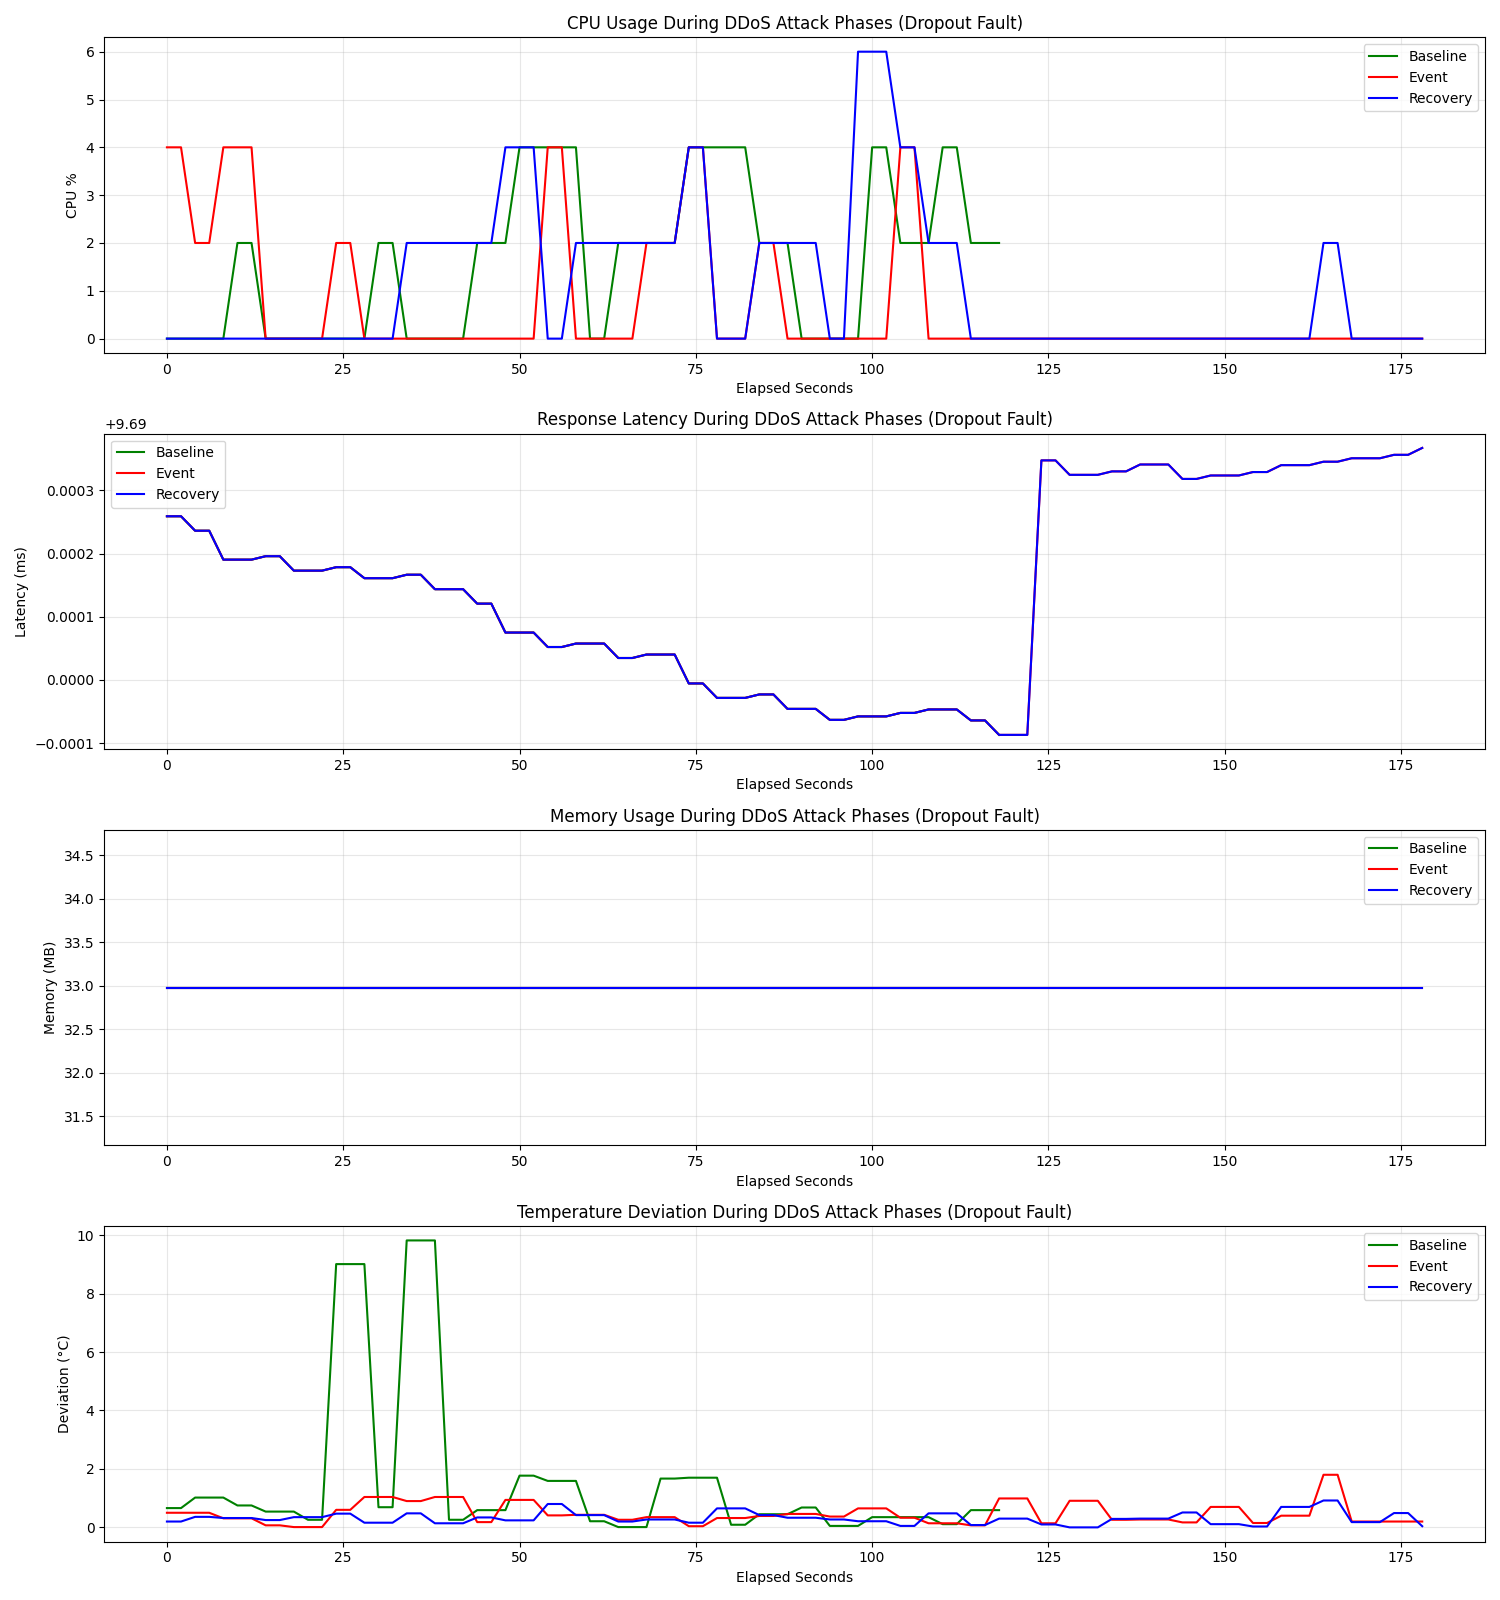 CPU Usage During DDoS Attack Phases (Dropout Fault)
6
5
4
3
2
1
0
CPU %
Baseline
Event
Recovery
0 25 50 75 100 125 150 175
Elapsed Seconds
Response Latency During DDoS Attack Phases (Dropout Fault)
+9.69
Baseline
Event
Recovery
0.0003
0.0002
0.0001
0.0000
−0.0001
Latency (ms)
0 25 50 75 100 125 150 175
Elapsed Seconds
Memory Usage During DDoS Attack Phases (Dropout Fault)
34.5
34.0
33.5
33.0
32.5
32.0
31.5
Memory (MB)
Baseline
Event
Recovery
0 25 50 75 100 125 150 175
Elapsed Seconds
Temperature Deviation During DDoS Attack Phases (Dropout Fault)
10
8
6
4
2
0
Deviation (°C)
Baseline
Event
Recovery
0 25 50 75 100 125 150 175
Elapsed Seconds